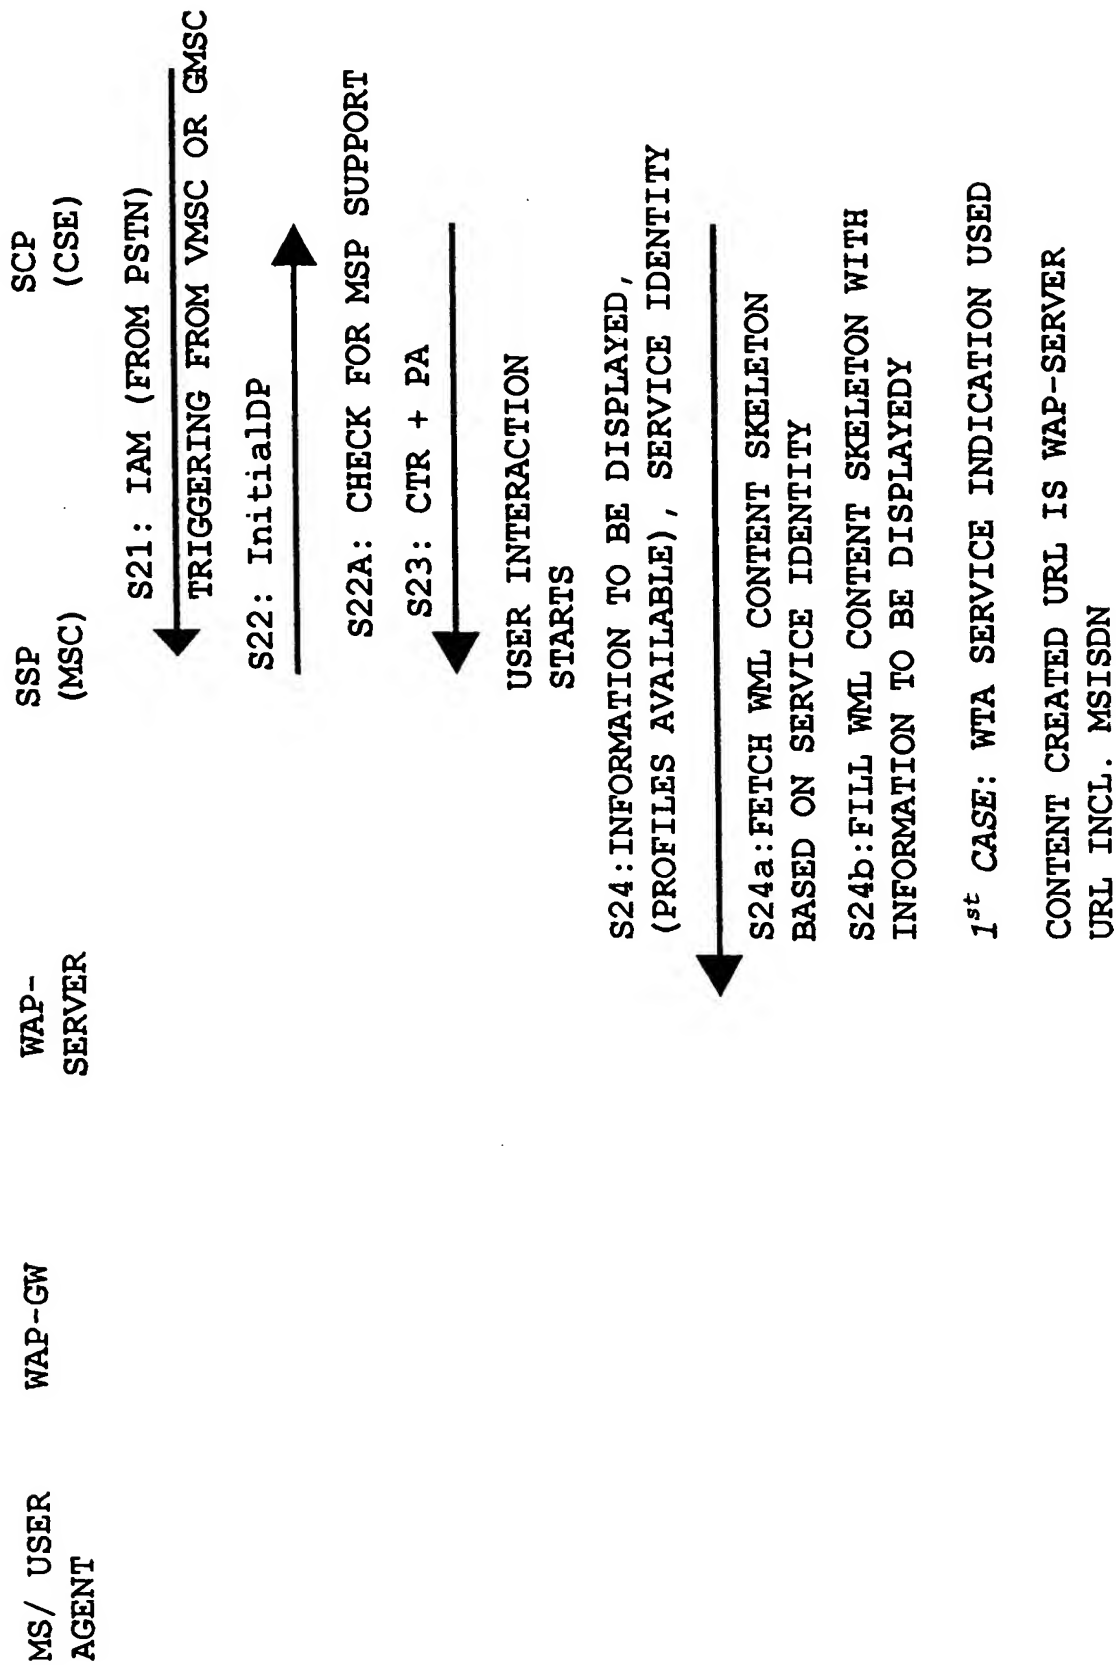 MS/ USER
AGENT
WAP-GW
WAP-
SERVER
SSP
(MSC)
SCP
(CSE)
S21: IAM (FROM PSTN)
TRIGGERING FROM VMSC OR GMSC
S22: InitialDP
S22A: CHECK FOR MSP SUPPORT
S23: CTR + PA
USER INTERACTION
STARTS
S24:INFORMATION TO BE DISPLAYED,
(PROFILES AVAILABLE), SERVICE IDENTITY
S24a:FETCH WML CONTENT SKELETON
BASED ON SERVICE IDENTITY
S24b:FILL WML CONTENT SKELETON WITH
INFORMATION TO BE DISPLAYEDY
1st CASE: WTA SERVICE INDICATION USED
CONTENT CREATED URL IS WAP-SERVER
URL INCL. MSISDN